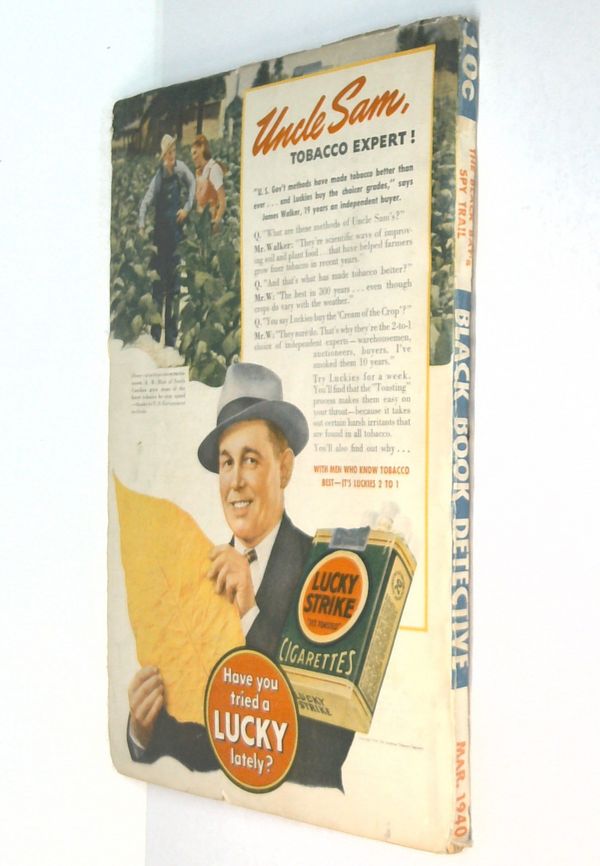 Uncle Sam,
TOBACCO EXPERT!
"U. S. Gov't methods have made tobacco better than
ever . . . and Luckies buy the choicer grades," says
James Walker, 19 years an independent buyer.
Q. "What are these methods of Uncle Sam's?"
Mr. Walker: "They're scientific ways of improv-
ing soil and plant food . . . that have helped farmers
grow finer tobacco in recent years."
Q. "And that's what has made tobacco better?"
Mr. W: "The best in 300 years . . . even though
crops do vary with the weather."
Q. "You say Luckies buy the 'Cream of the Crop'?"
Mr. W: "They sure do. That's why they're the 2-to-1
choice of independent experts—warehousemen,
auctioneers, buyers. I've
smoked them 10 years."
Try Luckies for a week.
You'll find that the "Toasting"
process makes them easy on
your throat—because it takes
out certain harsh irritants that
are found in all tobacco.
You'll also find out why . . .
WITH MEN WHO KNOW TOBACCO
BEST—IT'S LUCKIES 2 TO 1
LUCKY
STRIKE
"IT'S TOASTED"
CIGARETTES
LUCKY
STRIKE
Have you
tried a
LUCKY
lately?
10c
THE BLACK BAT'S
SPY TRAIL
BLACK BOOK DETECTIVE
MAR. 1940